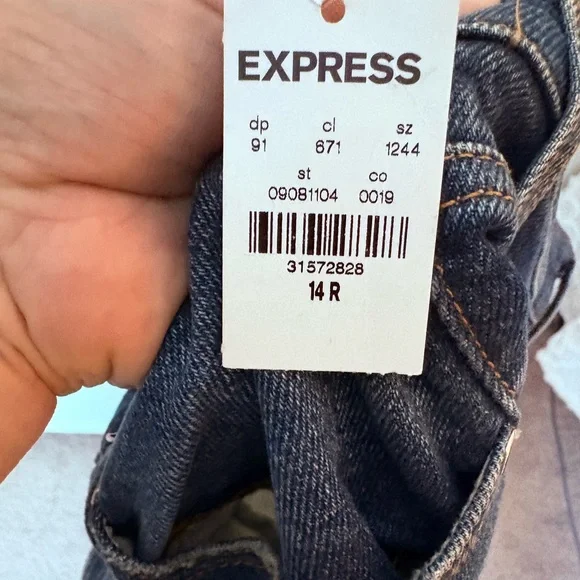 EXPRESS
dp cl sz
91 671 1244
st co
09081104 0019
31572828
14 R